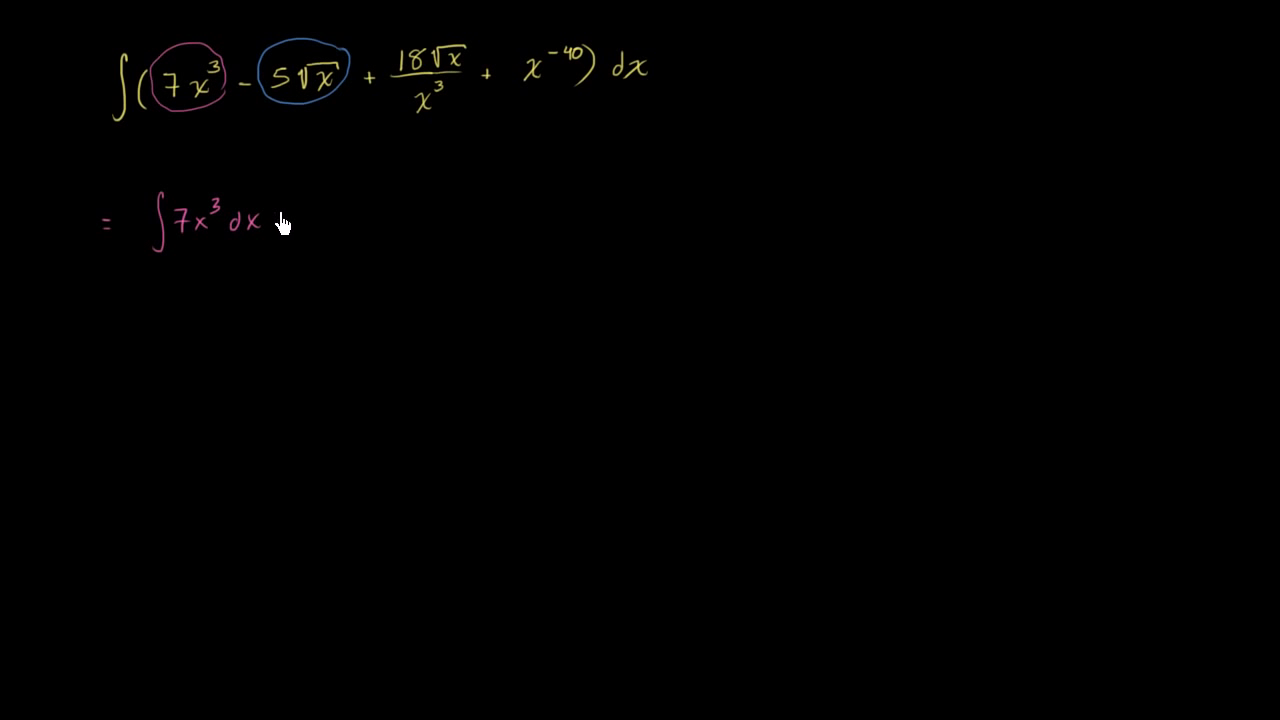 ∫(7x³ - 5√x + 18√x/x³ + x⁻⁴⁰) dx
= ∫7x³ dx